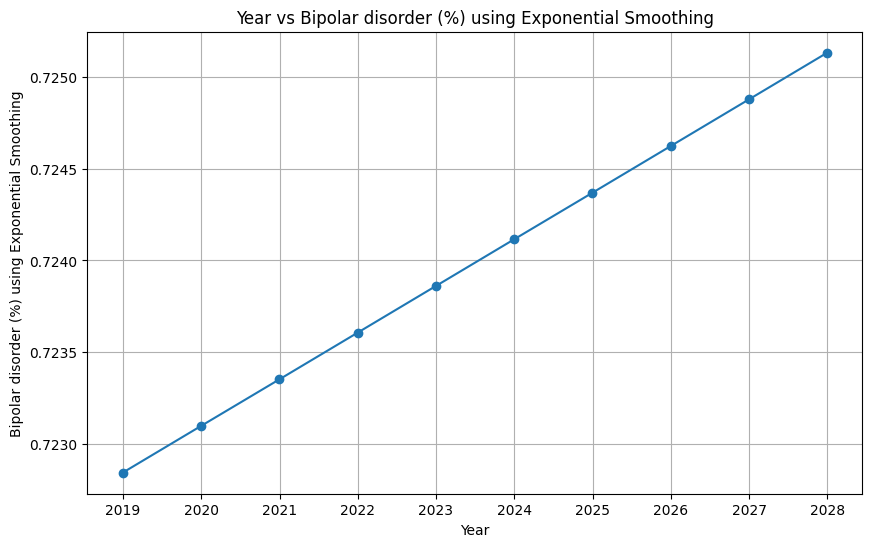 Year vs Bipolar disorder (%) using Exponential Smoothing
Bipolar disorder (%) using Exponential Smoothing
0.7250
0.7245
0.7240
0.7235
0.7230
2019 2020 2021 2022 2023 2024 2025 2026 2027 2028
Year